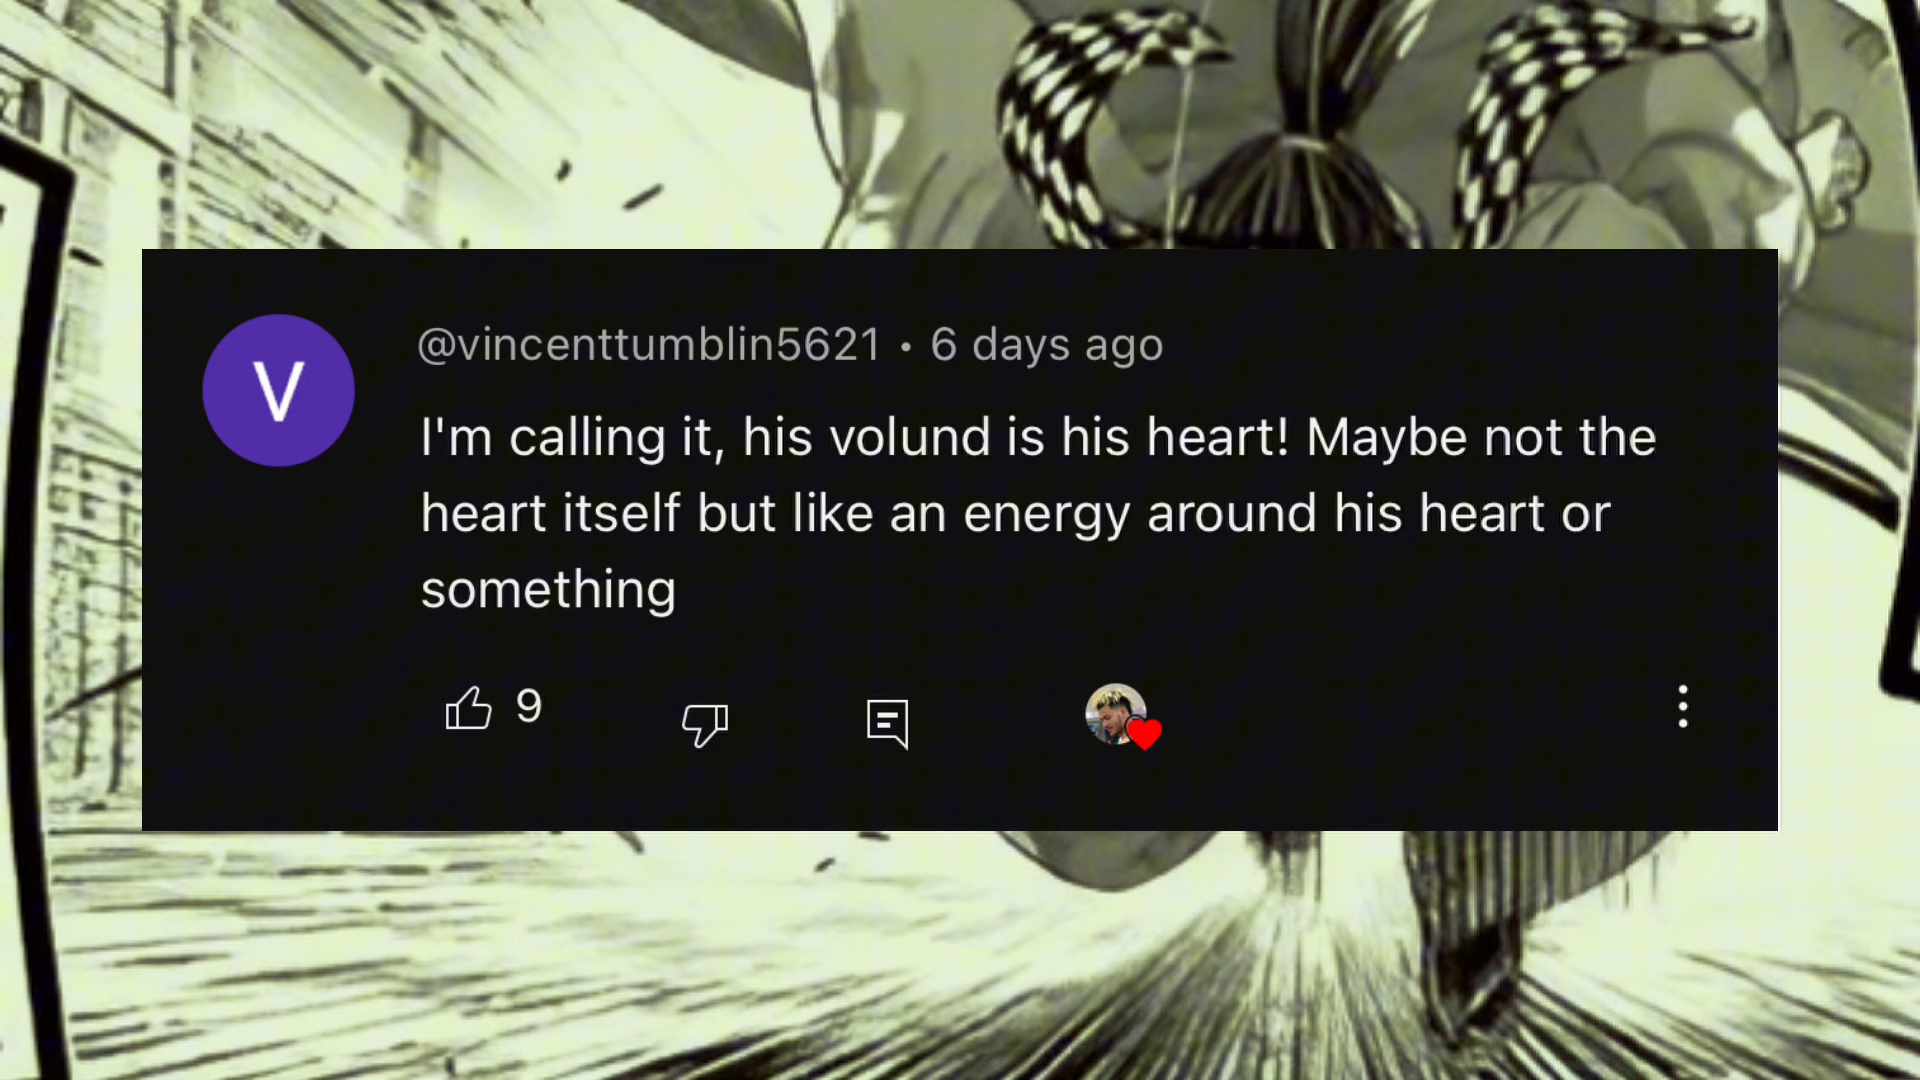 V
@vincenttumblin5621 • 6 days ago
I'm calling it, his volund is his heart! Maybe not the
heart itself but like an energy around his heart or
something
9